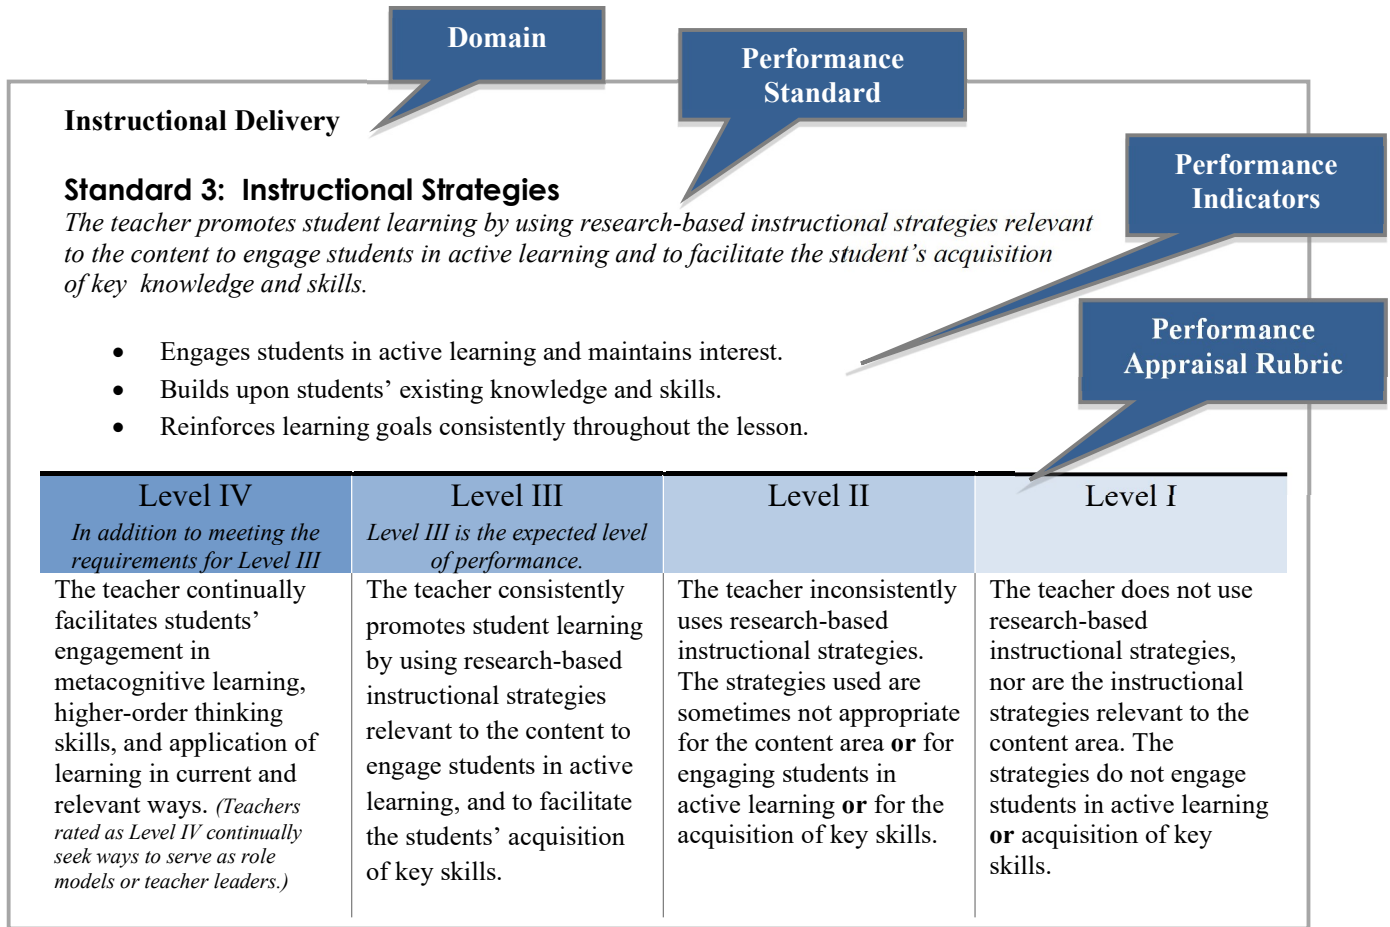 Domain
Performance
Standard
Instructional Delivery
Performance
Indicators
Standard 3: Instructional Strategies
The teacher promotes student learning by using research-based instructional strategies relevant
to the content to engage students in active learning and to facilitate the student’s acquisition
of key knowledge and skills.
Performance
Appraisal Rubric
• Engages students in active learning and maintains interest.
• Builds upon students’ existing knowledge and skills.
• Reinforces learning goals consistently throughout the lesson.
Level IV
In addition to meeting the
requirements for Level III
The teacher continually
facilitates students’
engagement in
metacognitive learning,
higher-order thinking
skills, and application of
learning in current and
relevant ways. (Teachers
rated as Level IV continually
seek ways to serve as role
models or teacher leaders.)
Level III
Level III is the expected level
of performance.
The teacher consistently
promotes student learning
by using research-based
instructional strategies
relevant to the content to
engage students in active
learning, and to facilitate
the students’ acquisition
of key skills.
Level II
The teacher inconsistently
uses research-based
instructional strategies.
The strategies used are
sometimes not appropriate
for the content area or for
engaging students in
active learning or for the
acquisition of key skills.
Level I
The teacher does not use
research-based
instructional strategies,
nor are the instructional
strategies relevant to the
content area. The
strategies do not engage
students in active learning
or acquisition of key
skills.